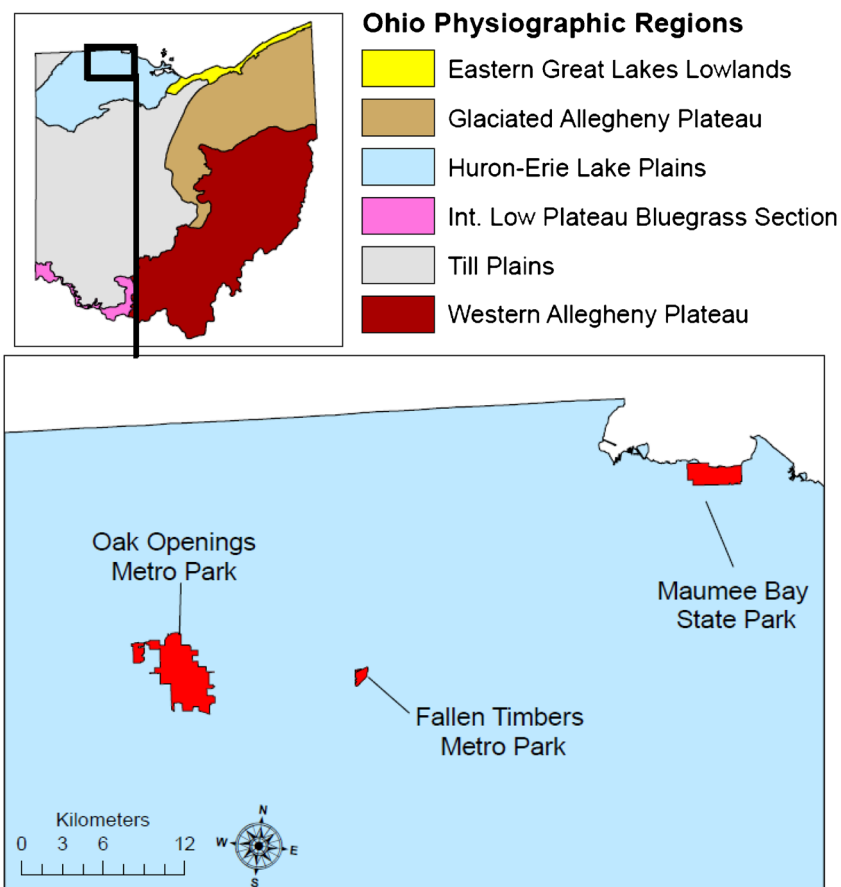 Ohio Physiographic Regions
Eastern Great Lakes Lowlands
Glaciated Allegheny Plateau
Huron-Erie Lake Plains
Int. Low Plateau Bluegrass Section
Till Plains
Western Allegheny Plateau
Oak Openings
Metro Park
Maumee Bay
State Park
Fallen Timbers
Metro Park
Kilometers
0 3 6 12
N
W E
S